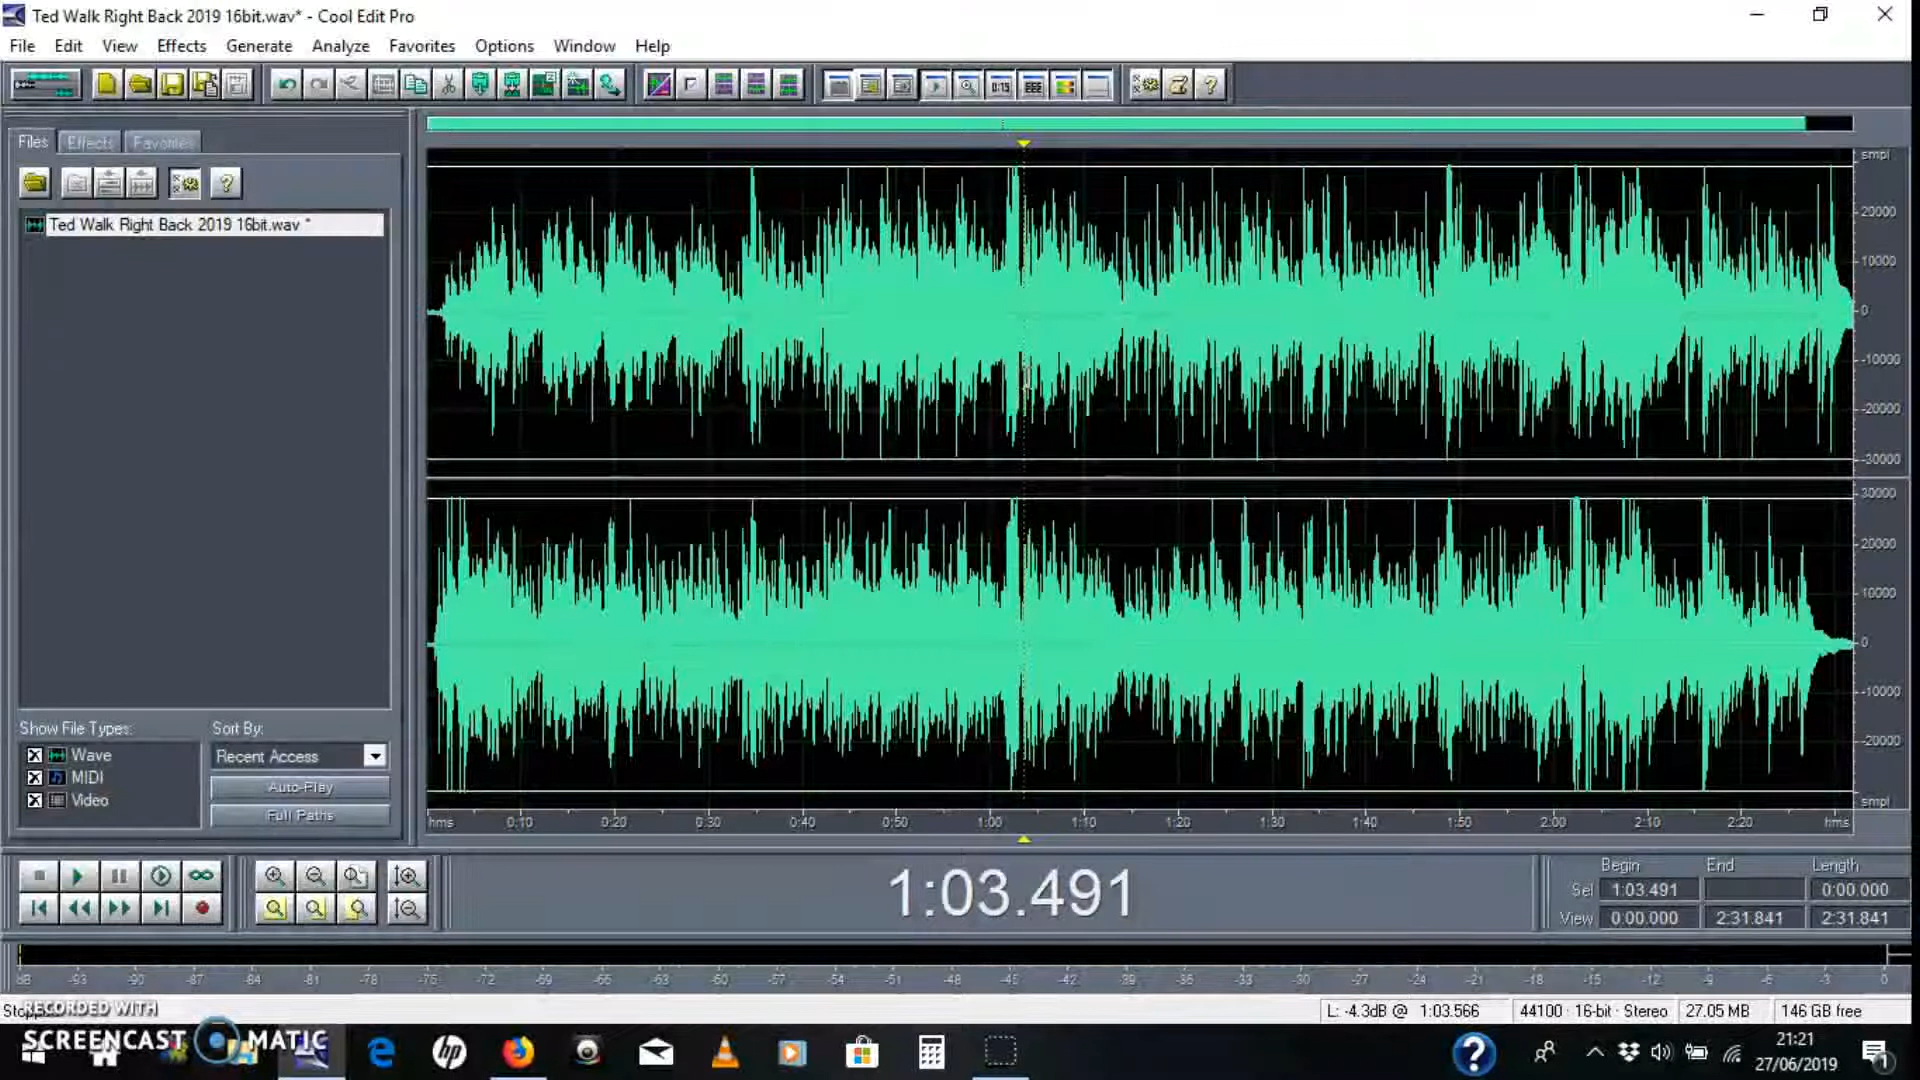 Ted Walk Right Back 2019 16bit.wav* - Cool Edit Pro
File Edit View Effects Generate Analyze Favorites Options Window Help
Files Effects Favorites
Ted Walk Right Back 2019 16bit.wav *
Show File Types: Sort By:
Wave Recent Access
MIDI Auto-Play
Video Full Paths
smpl
20000
10000
0
-10000
-20000
-30000
30000
20000
10000
0
-10000
-20000
smpl
hms 0:10 0:20 0:30 0:40 0:50 1:00 1:10 1:20 1:30 1:40 1:50 2:00 2:10 2:20 hms
1:03.491
Begin End Length
Sel 1:03.491 0:00.000
View 0:00.000 2:31.841 2:31.841
dB -93 -90 -87 -84 -81 -78 -75 -72 -69 -66 -63 -60 -57 -54 -51 -48 -45 -42 -39 -36 -33 -30 -27 -24 -21 -18 -15 -12 -9 -6 -3 0
RECORDED WITH
L: -4.3dB @ 1:03.566 44100 · 16-bit · Stereo 27.05 MB 146 GB free
SCREENCAST MATIC
hp
21:21
27/06/2019
1